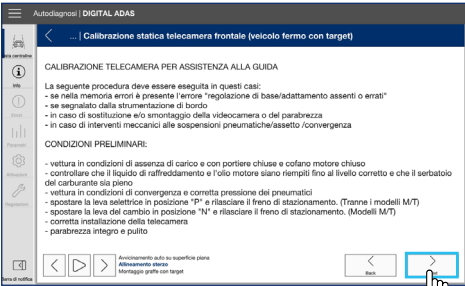 Autodiagnosi | DIGITAL ADAS
... | Calibrazione statica telecamera frontale (veicolo fermo con target)
Info
CALIBRAZIONE TELECAMERA PER ASSISTENZA ALLA GUIDA
La seguente procedura deve essere eseguita in questi casi:
- se nella memoria errori è presente l'errore "regolazione di base/adattamento assenti o errati"
- se segnalato dalla strumentazione di bordo
- in caso di sostituzione e/o smontaggio della videocamera o del parabrezza
- in caso di interventi meccanici alle sospensioni pneumatiche/assetto /convergenza
CONDIZIONI PRELIMINARI:
- vettura in condizioni di assenza di carico e con portiere chiuse e cofano motore chiuso
- controllare che il liquido di raffreddamento e l'olio motore siano riempiti fino al livello corretto e che il serbatoio
del carburante sia pieno
- vettura in condizioni di convergenza e corretta pressione dei pneumatici
- spostare la leva selettrice in posizione "P" e rilasciare il freno di stazionamento. (Tranne i modelli M/T)
- spostare la leva del cambio in posizione "N" e rilasciare il freno di stazionamento. (Modelli M/T)
- corretta installazione della telecamera
- parabrezza integro e pulito
Avvicinamento auto su superficie piana
Allineamento sterzo
Montaggio graffe con target
Back
Barra di notifica